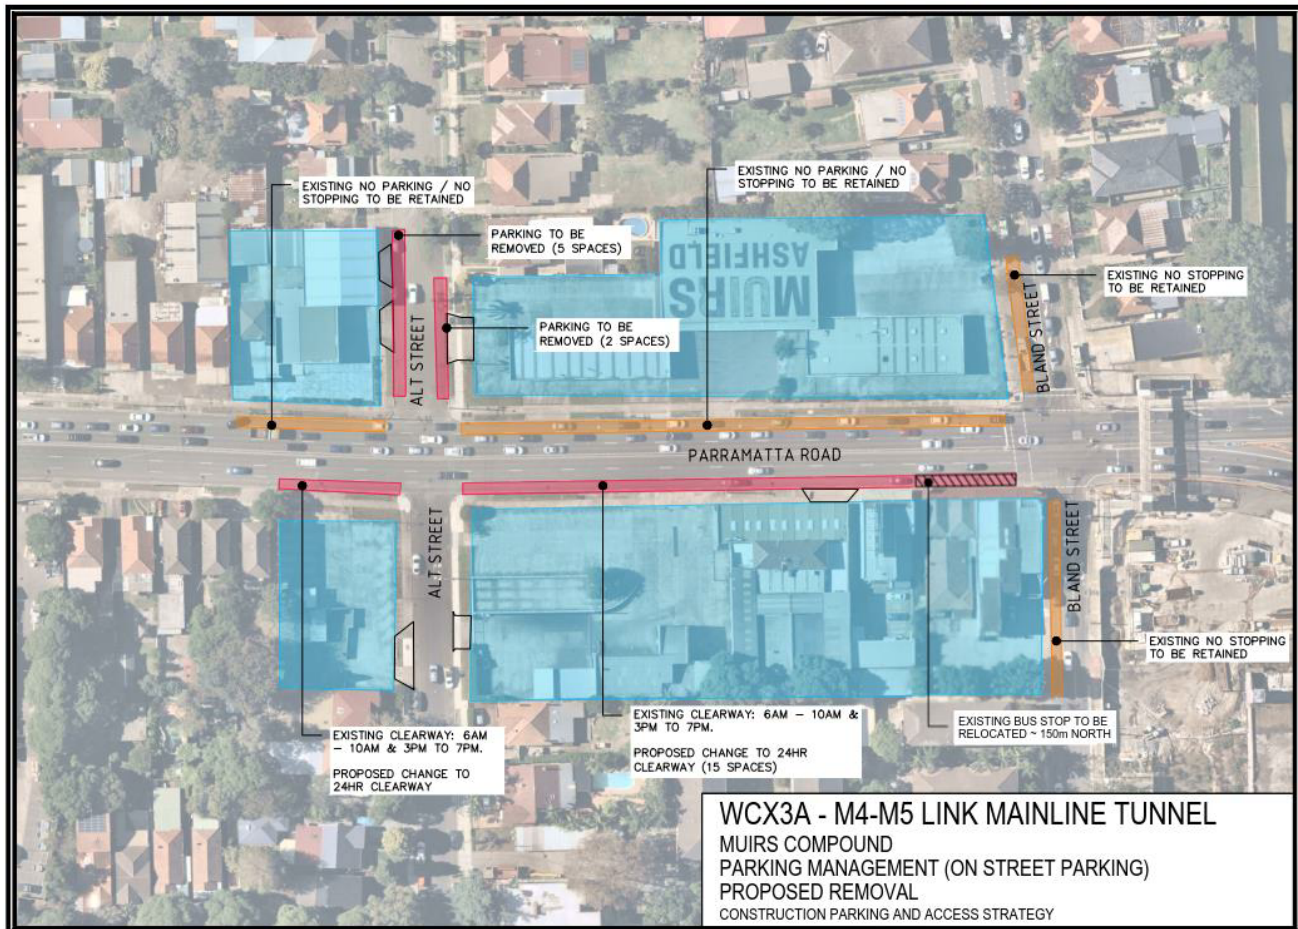 EXISTING NO PARKING / NO
STOPPING TO BE RETAINED
EXISTING NO PARKING / NO
STOPPING TO BE RETAINED
PARKING TO BE
REMOVED (5 SPACES)
MUIRS
ASHFIELD
EXISTING NO STOPPING
TO BE RETAINED
PARKING TO BE
REMOVED (2 SPACES)
ALT STREET
BLAND STREET
PARRAMATTA ROAD
ALT STREET
BLAND STREET
EXISTING NO STOPPING
TO BE RETAINED
EXISTING CLEARWAY: 6AM
– 10AM & 3PM TO 7PM.
PROPOSED CHANGE TO
24HR CLEARWAY
EXISTING CLEARWAY: 6AM – 10AM &
3PM TO 7PM.
PROPOSED CHANGE TO 24HR
CLEARWAY (15 SPACES)
EXISTING BUS STOP TO BE
RELOCATED ~ 150m NORTH
WCX3A - M4-M5 LINK MAINLINE TUNNEL
MUIRS COMPOUND
PARKING MANAGEMENT (ON STREET PARKING)
PROPOSED REMOVAL
CONSTRUCTION PARKING AND ACCESS STRATEGY